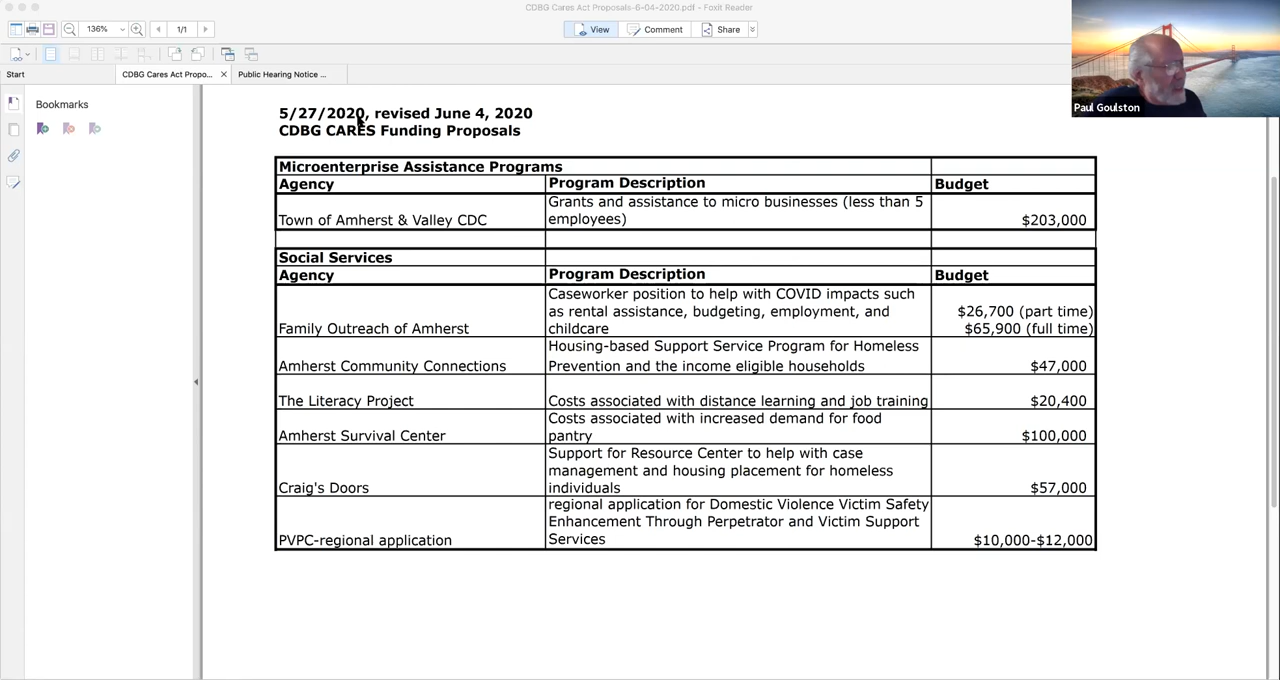 CDBG Cares Act Proposals-6-04-2020.pdf - Foxit Reader
136%
1/1
View
Comment
Share
Start
CDBG Cares Act Propo...
Public Hearing Notice ...
Paul Goulston
Bookmarks
5/27/2020, revised June 4, 2020
CDBG CARES Funding Proposals
Microenterprise Assistance Programs
Agency Program Description Budget
Grants and assistance to micro businesses (less than 5
Town of Amherst & Valley CDC employees) $203,000
Social Services
Agency Program Description Budget
Caseworker position to help with COVID impacts such
as rental assistance, budgeting, employment, and $26,700 (part time)
Family Outreach of Amherst childcare $65,900 (full time)
Housing-based Support Service Program for Homeless
Amherst Community Connections Prevention and the income eligible households $47,000
The Literacy Project Costs associated with distance learning and job training $20,400
Costs associated with increased demand for food
Amherst Survival Center pantry $100,000
Support for Resource Center to help with case
management and housing placement for homeless
Craig's Doors individuals $57,000
regional application for Domestic Violence Victim Safety
Enhancement Through Perpetrator and Victim Support
PVPC-regional application Services $10,000-$12,000